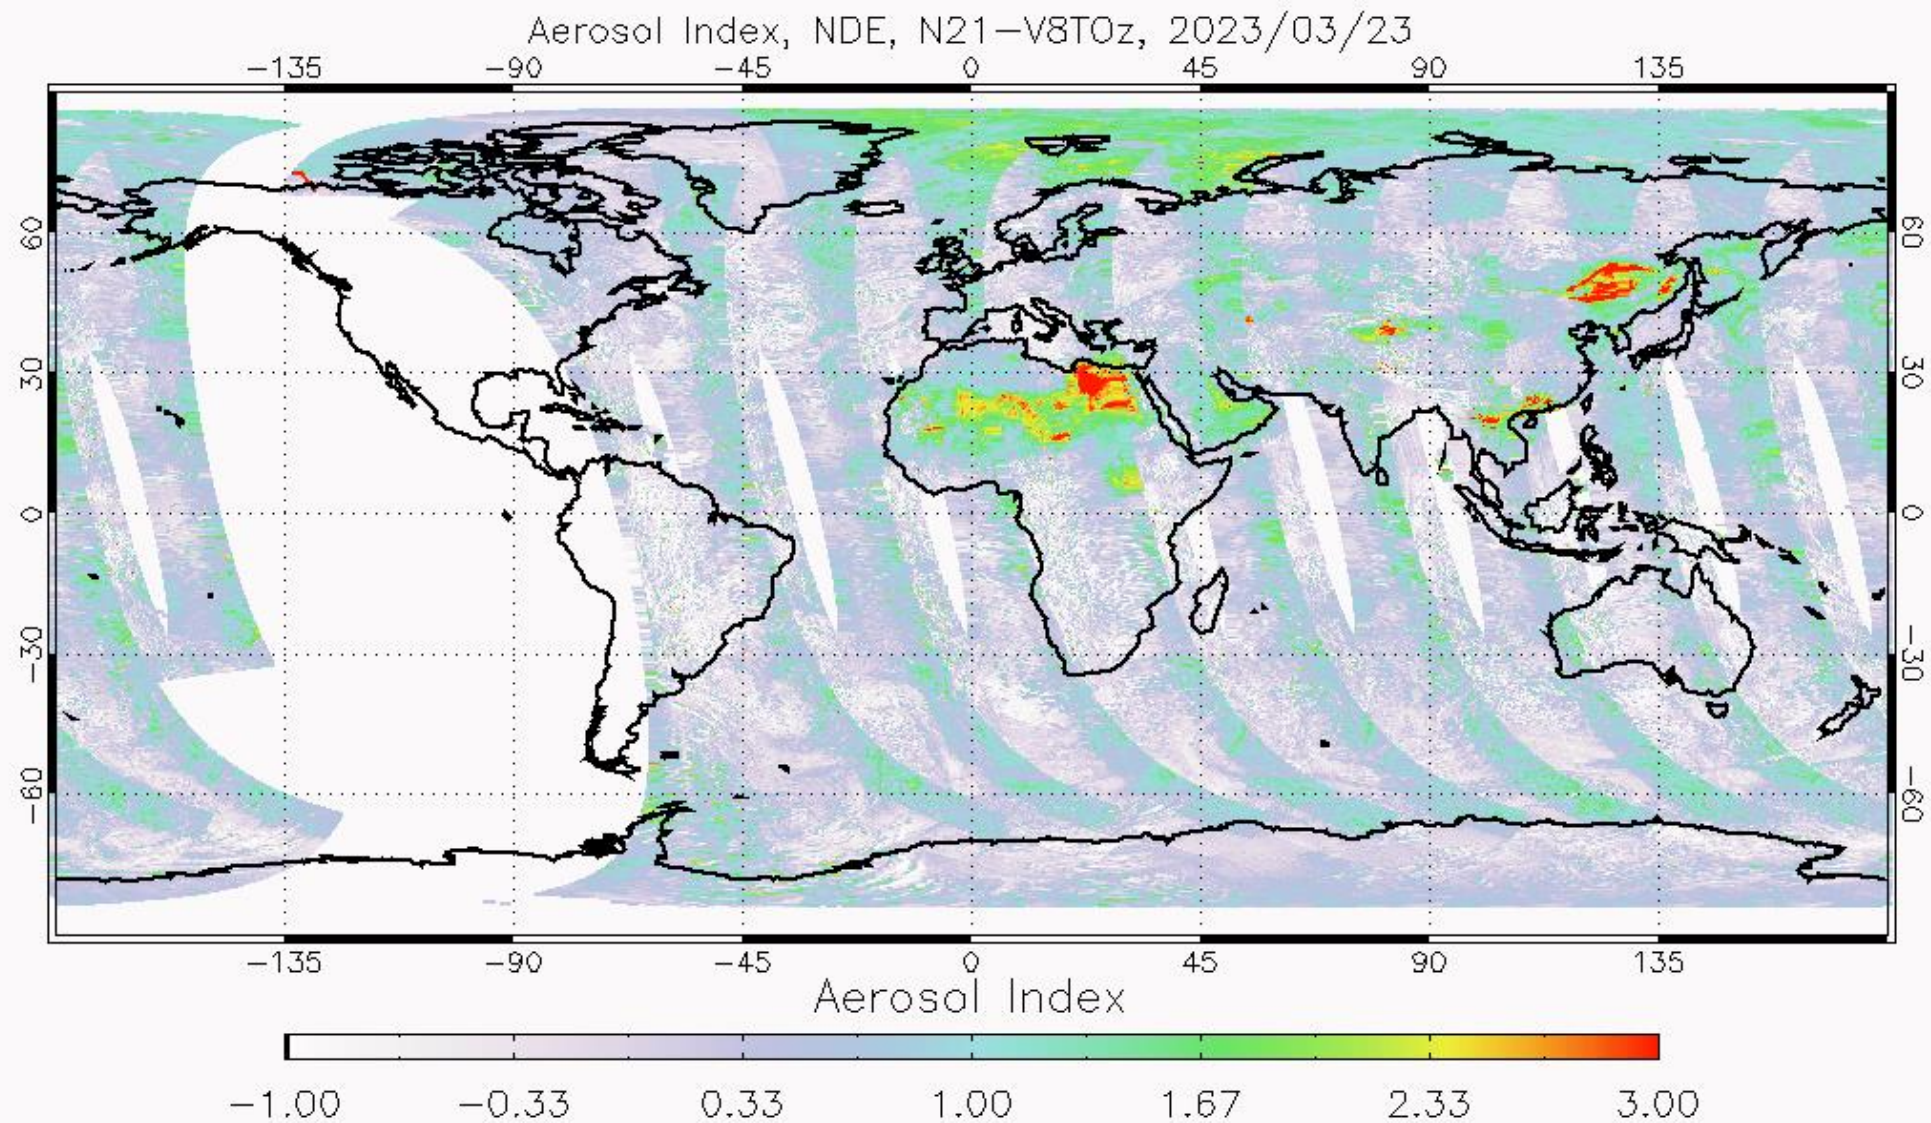 Aerosol Index, NDE, N21-V8TOz, 2023/03/23
-135 -90 -45 0 45 90 135
60 60
30 30
0 0
-30 -30
-60 -60
-135 -90 -45 0 45 90 135
Aerosol Index
-1.00 -0.33 0.33 1.00 1.67 2.33 3.00